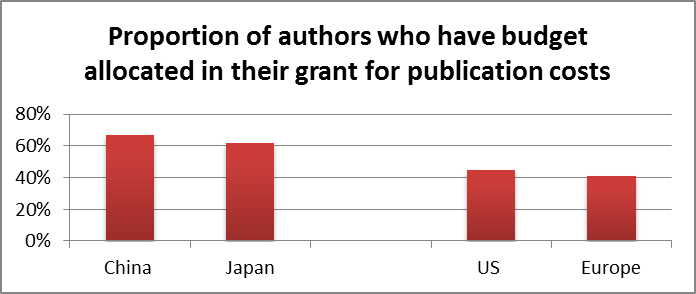 Proportion of authors who have budget
allocated in their grant for publication costs
80%
60%
40%
20%
0%
China Japan US Europe